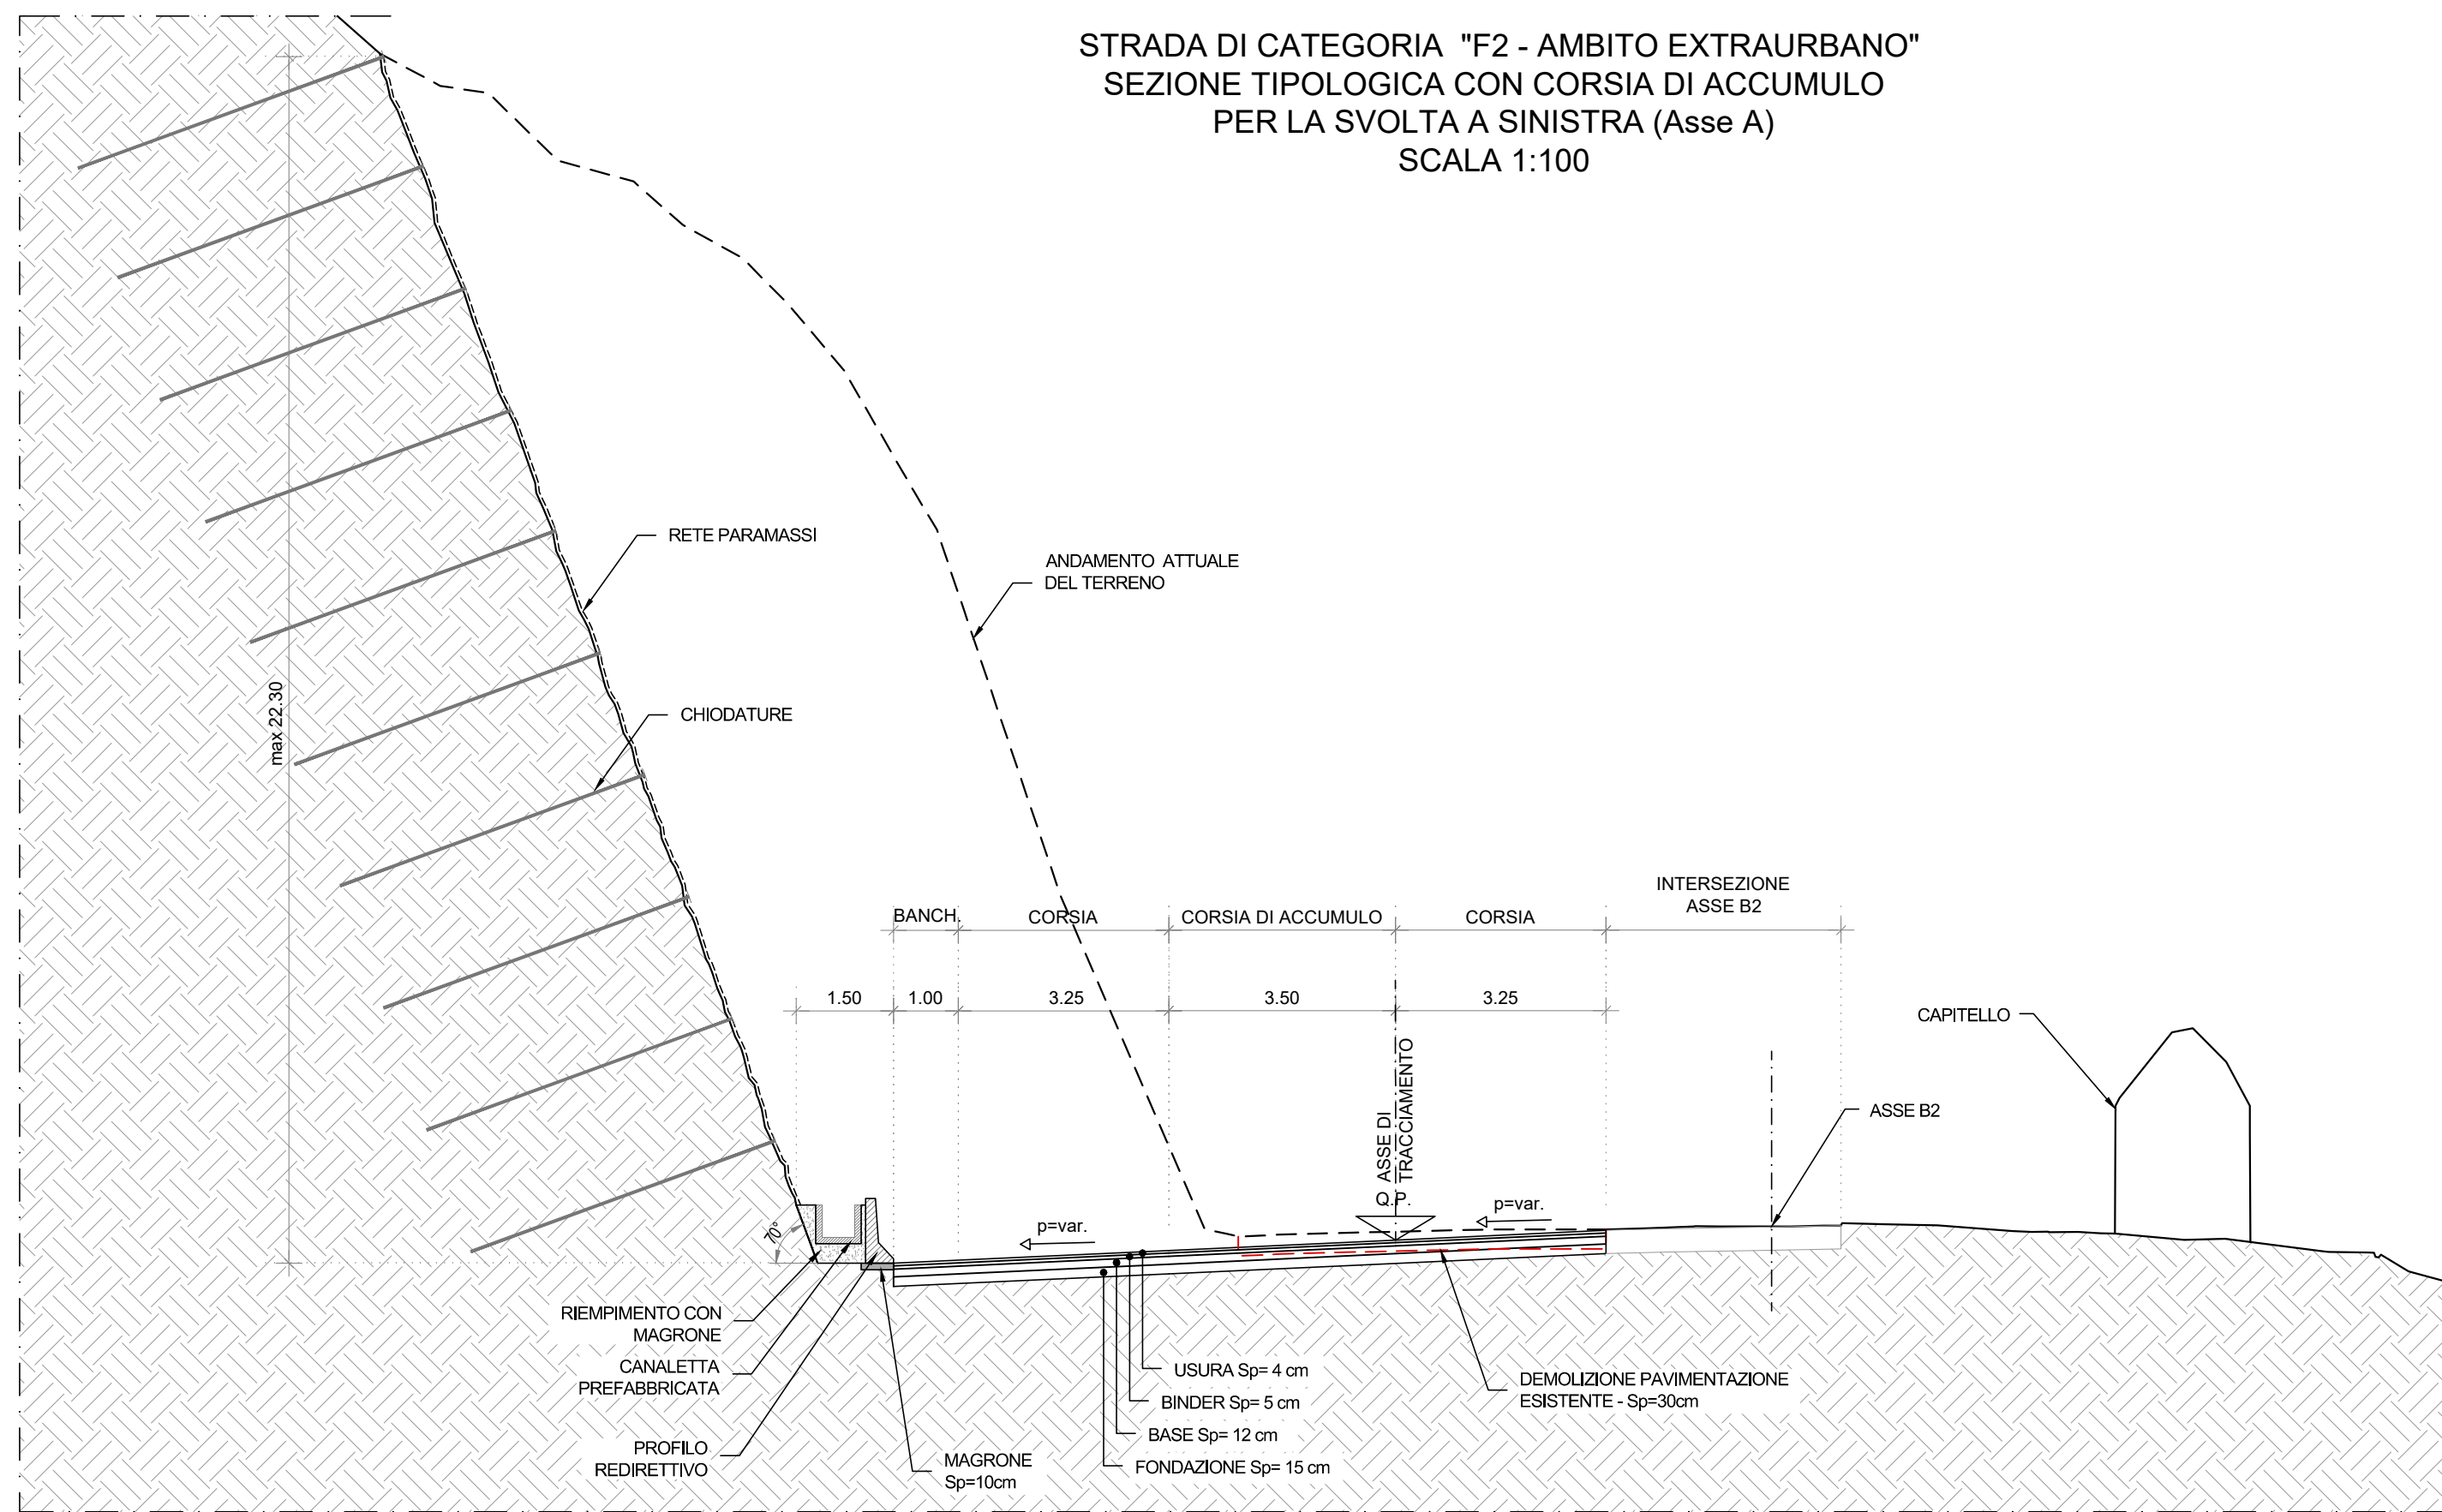 STRADA DI CATEGORIA "F2 - AMBITO EXTRAURBANO"
SEZIONE TIPOLOGICA CON CORSIA DI ACCUMULO
PER LA SVOLTA A SINISTRA (Asse A)
SCALA 1:100
RETE PARAMASSI
ANDAMENTO ATTUALE
DEL TERRENO
max 22.30
CHIODATURE
INTERSEZIONE
ASSE B2
BANCH.
CORSIA
CORSIA DI ACCUMULO
CORSIA
1.50
1.00
3.25
3.50
3.25
CAPITELLO
ASSE DI
TRACCIAMENTO
ASSE B2
Q.P.
p=var.
p=var.
70°
RIEMPIMENTO CON
MAGRONE
CANALETTA
PREFABBRICATA
PROFILO
REDIRETTIVO
MAGRONE
Sp=10cm
USURA Sp= 4 cm
BINDER Sp= 5 cm
BASE Sp= 12 cm
FONDAZIONE Sp= 15 cm
DEMOLIZIONE PAVIMENTAZIONE
ESISTENTE - Sp=30cm